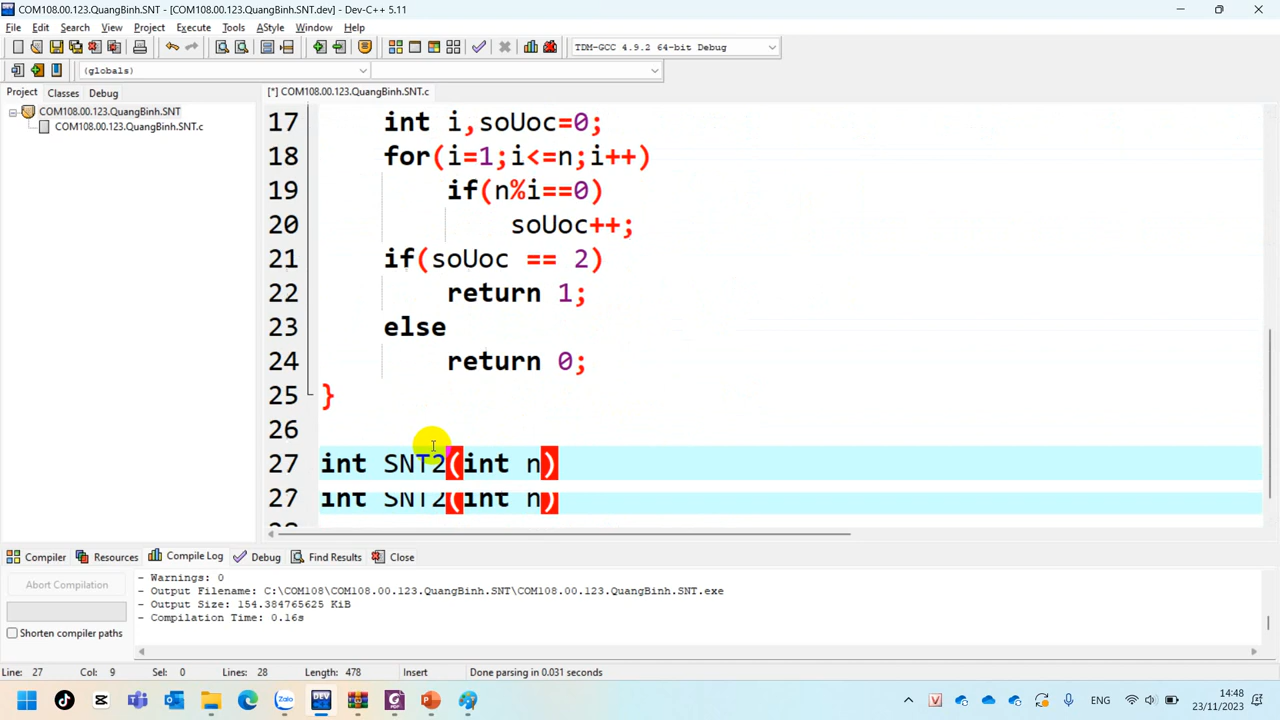 COM108.00.123.QuangBinh.SNT - [COM108.00.123.QuangBinh.SNT.dev] - Dev-C++ 5.11
File Edit Search View Project Execute Tools AStyle Window Help
TDM-GCC 4.9.2 64-bit Debug
(globals)
Project Classes Debug
[*] COM108.00.123.QuangBinh.SNT.c
COM108.00.123.QuangBinh.SNT
COM108.00.123.QuangBinh.SNT.c
17 int i,soUoc=0;
18 for(i=1;i<=n;i++)
19 if(n%i==0)
20 soUoc++;
21 if(soUoc == 2)
22 return 1;
23 else
24 return 0;
25 }
26
27 int SNT2(int n)
27 int SNT2(int n)
Compiler Resources Compile Log Debug Find Results Close
Abort Compilation
Shorten compiler paths
- Warnings: 0
- Output Filename: C:\COM108\COM108.00.123.QuangBinh.SNT\COM108.00.123.QuangBinh.SNT.exe
- Output Size: 154.384765625 KiB
- Compilation Time: 0.16s
Line: 27 Col: 9 Sel: 0 Lines: 28 Length: 478 Insert Done parsing in 0.031 seconds
Zalo DEV PDF V ENG
14:48
23/11/2023